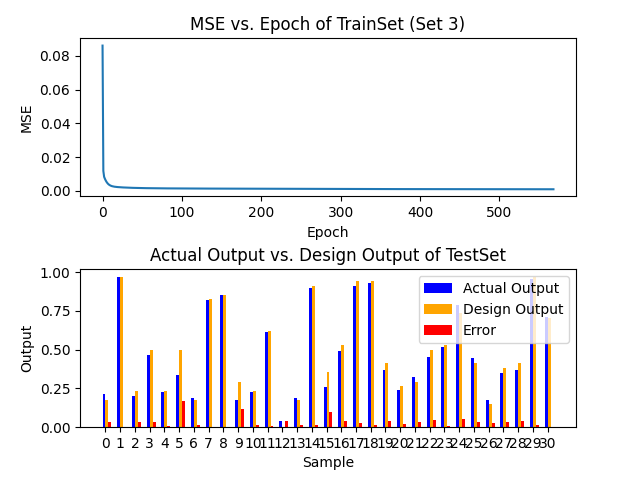 MSE vs. Epoch of TrainSet (Set 3)
0.08
0.06
0.04
0.02
0.00
MSE
0 100 200 300 400 500
Epoch
Actual Output vs. Design Output of TestSet
1.00
0.75
0.50
0.25
0.00
Output
Actual Output
Design Output
Error
0 1 2 3 4 5 6 7 8 9 10 11 12 13 14 15 16 17 18 19 20 21 22 23 24 25 26 27 28 29 30
Sample